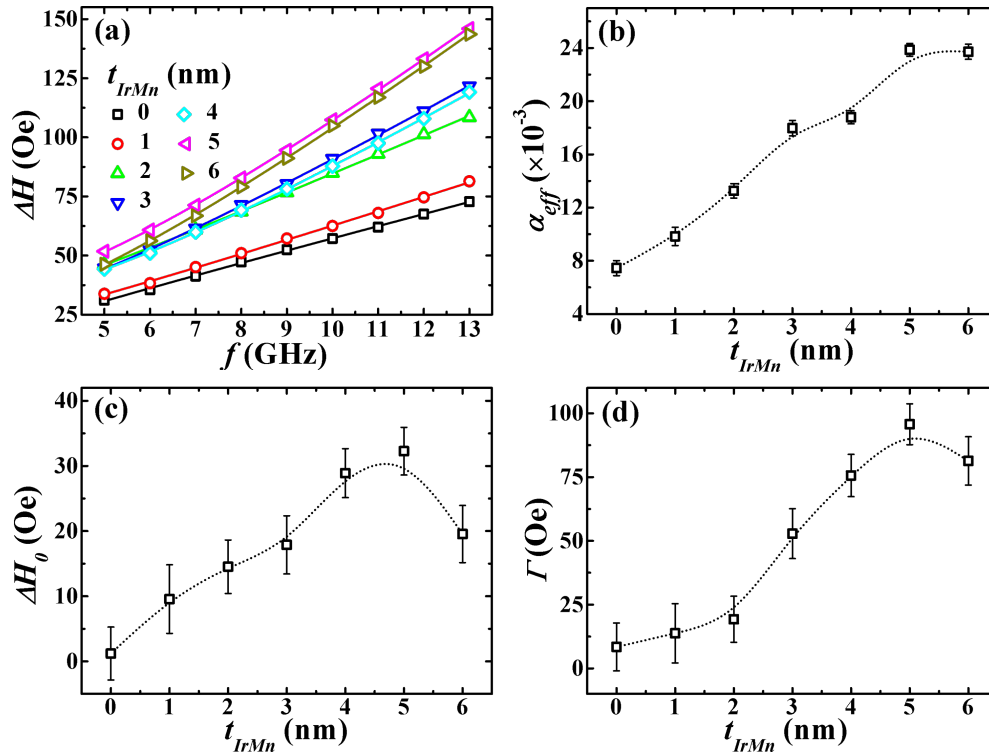 (a)
150
125
100
75
50
25
ΔH (Oe)
t_IrMn (nm)
0 4
1 5
2 6
3
5 6 7 8 9 10 11 12 13
f (GHz)
(b)
24
20
16
12
8
4
α_eff (×10^-3)
0 1 2 3 4 5 6
t_IrMn (nm)
(c)
40
30
20
10
0
ΔH_0 (Oe)
0 1 2 3 4 5 6
t_IrMn (nm)
(d)
100
75
50
25
0
Γ (Oe)
0 1 2 3 4 5 6
t_IrMn (nm)